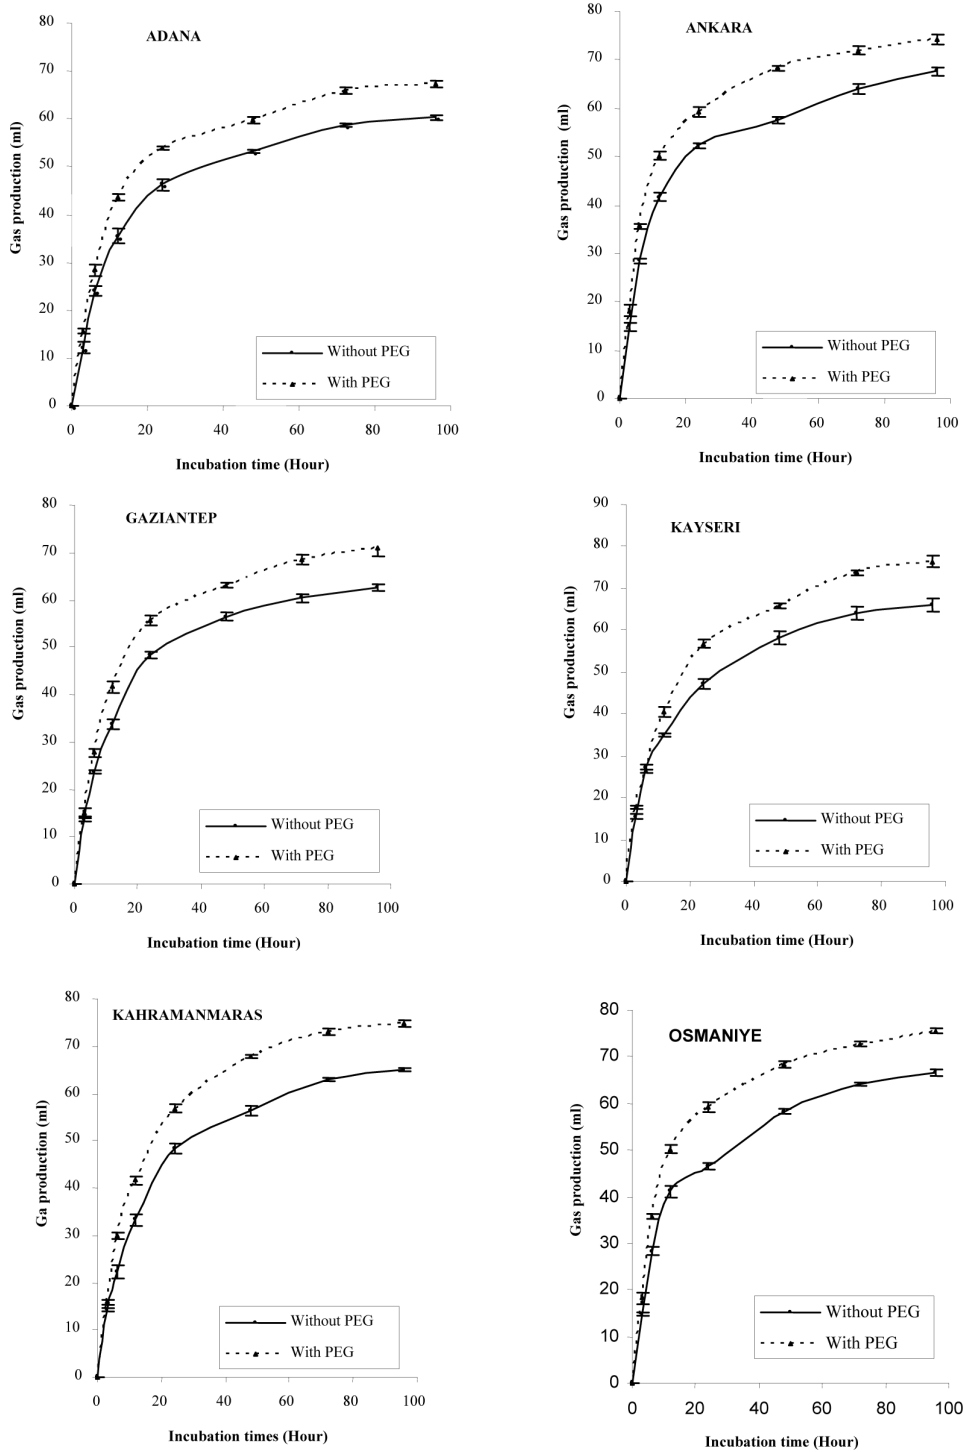 ADANA
80
70
60
50
40
30
20
10
0
Gas production (ml)
Without PEG
With PEG
0 20 40 60 80 100
Incubation time (Hour)
ANKARA
80
70
60
50
40
30
20
10
0
Gas production (ml)
Without PEG
With PEG
0 20 40 60 80 100
Incubation time (Hour)
GAZIANTEP
80
70
60
50
40
30
20
10
0
Gas production (ml)
Without PEG
With PEG
0 20 40 60 80 100
Incubation time (Hour)
KAYSERI
90
80
70
60
50
40
30
20
10
0
Gas production (ml)
Without PEG
With PEG
0 20 40 60 80 100
Incubation time (Hour)
KAHRAMANMARAS
80
70
60
50
40
30
20
10
0
Ga production (ml)
Without PEG
With PEG
0 20 40 60 80 100
Incubation times (Hour)
OSMANIYE
80
70
60
50
40
30
20
10
0
Gas production (ml)
Without PEG
With PEG
0 20 40 60 80 100
Incubation time (Hour)